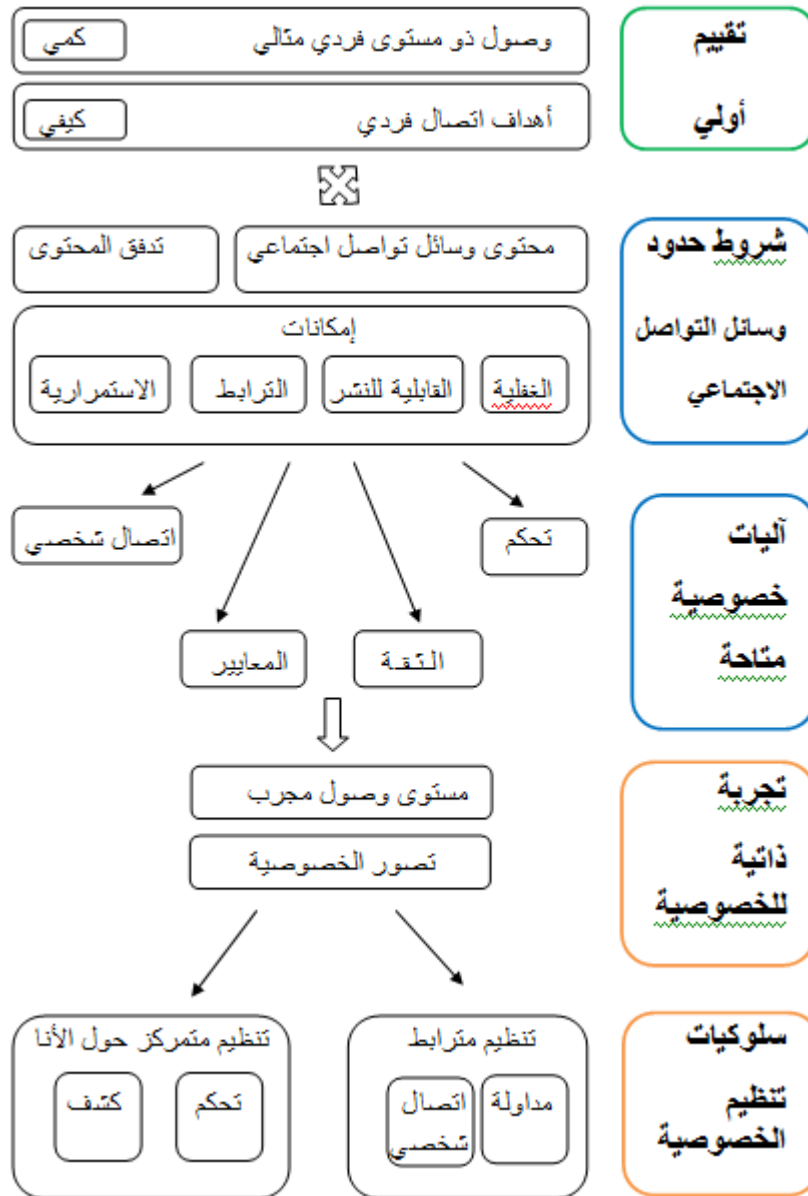 تقييم
أولي
وصول ذو مستوى فردي مثالي
كمي
أهداف اتصال فردي
كيفي
شروط حدود
وسائل التواصل
الاجتماعي
محتوى وسائل تواصل اجتماعي
تدفق المحتوى
إمكانات
الغفلية
القابلية للنشر
الترابط
الاستمرارية
آليات
خصوصية
متاحة
تحكم
اتصال شخصي
الثقة
المعايير
تجربة
ذاتية
للخصوصية
مستوى وصول مجرب
تصور الخصوصية
سلوكيات
تنظيم
الخصوصية
تنظيم مترابط
مداولة
اتصال
شخصي
تنظيم متمركز حول الأنا
تحكم
كشف